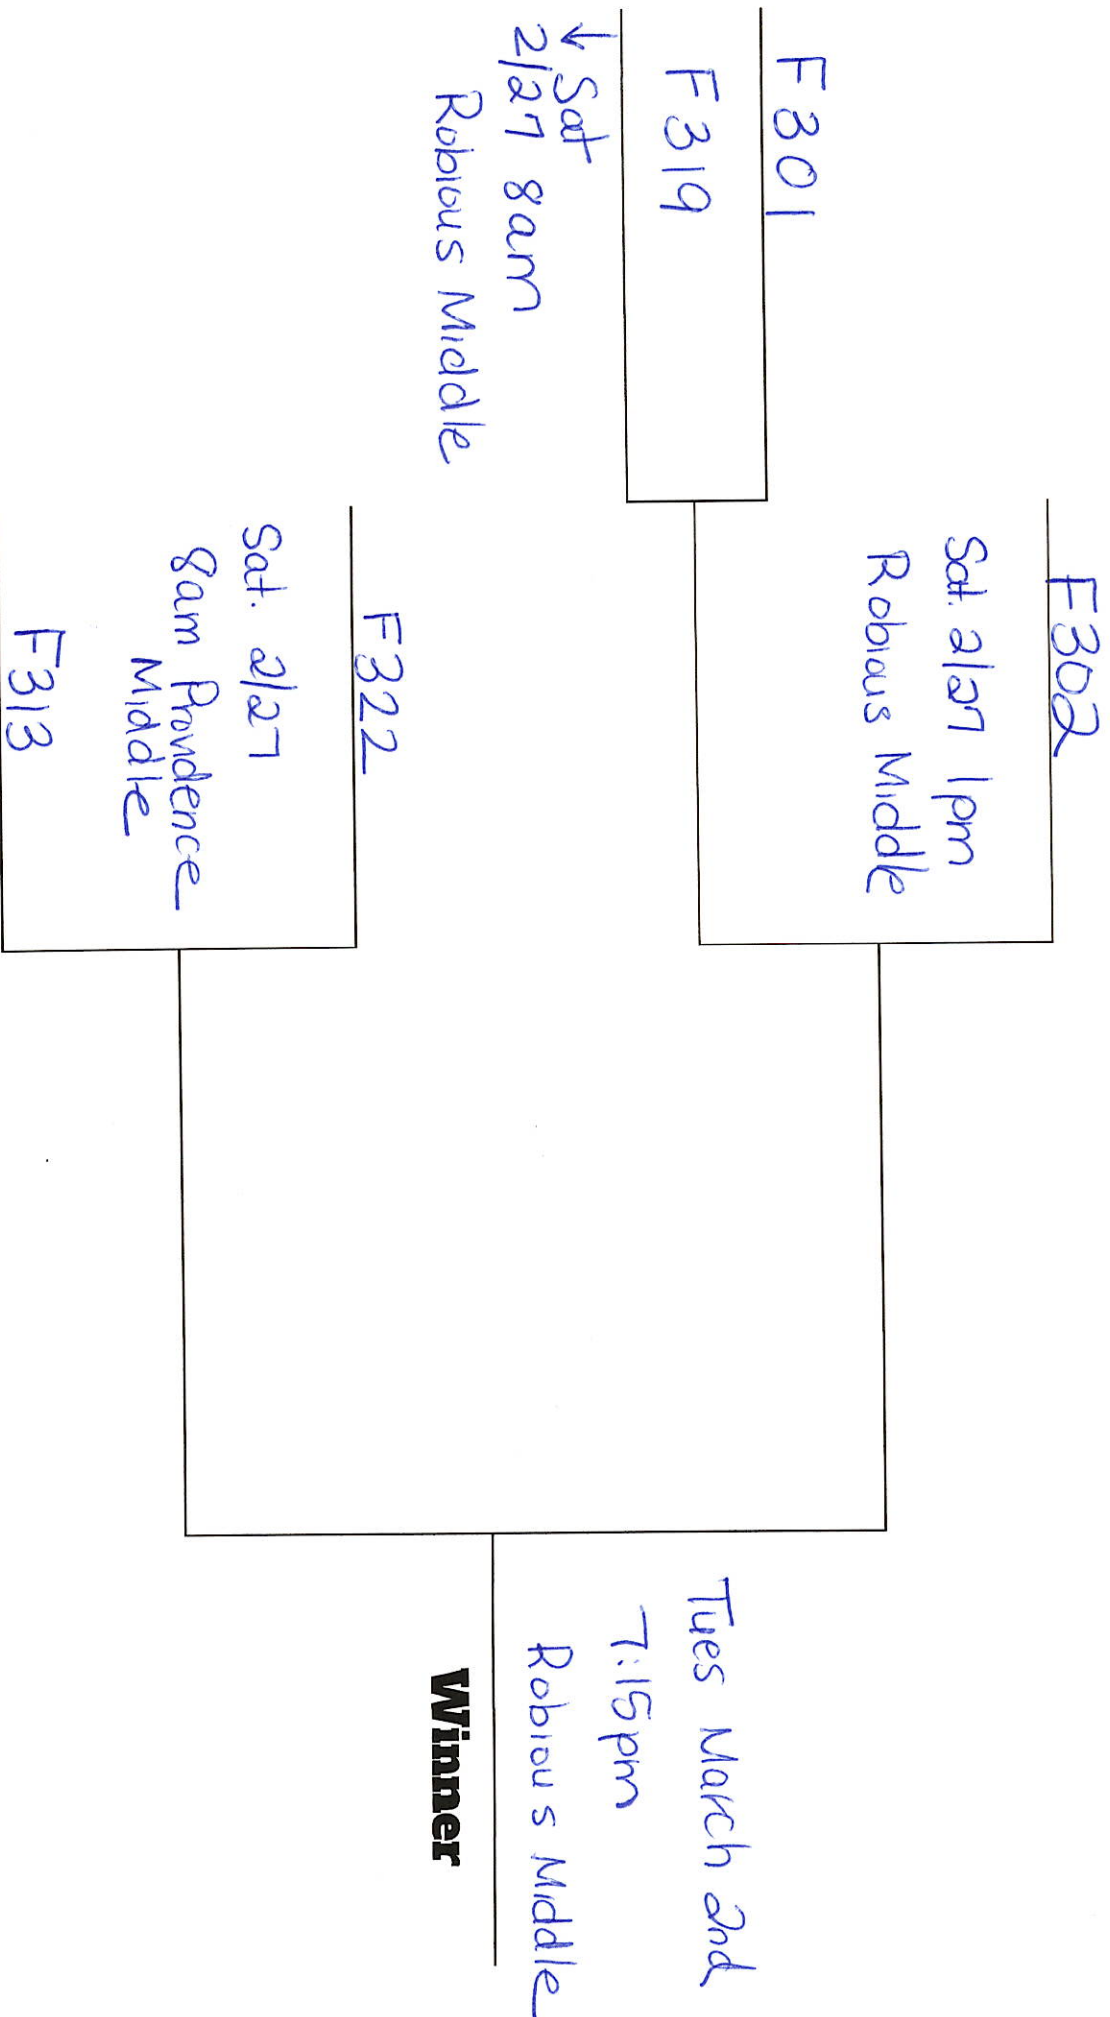 F301
F319
↓ Sat
2/27 8am
Robious Middle
F302
Sat. 2/27 1pm
Robious Middle
F322
Sat. 2/27
8am Providence
Middle
F313
Tues March 2nd
7:15pm
Robious Middle
Winner